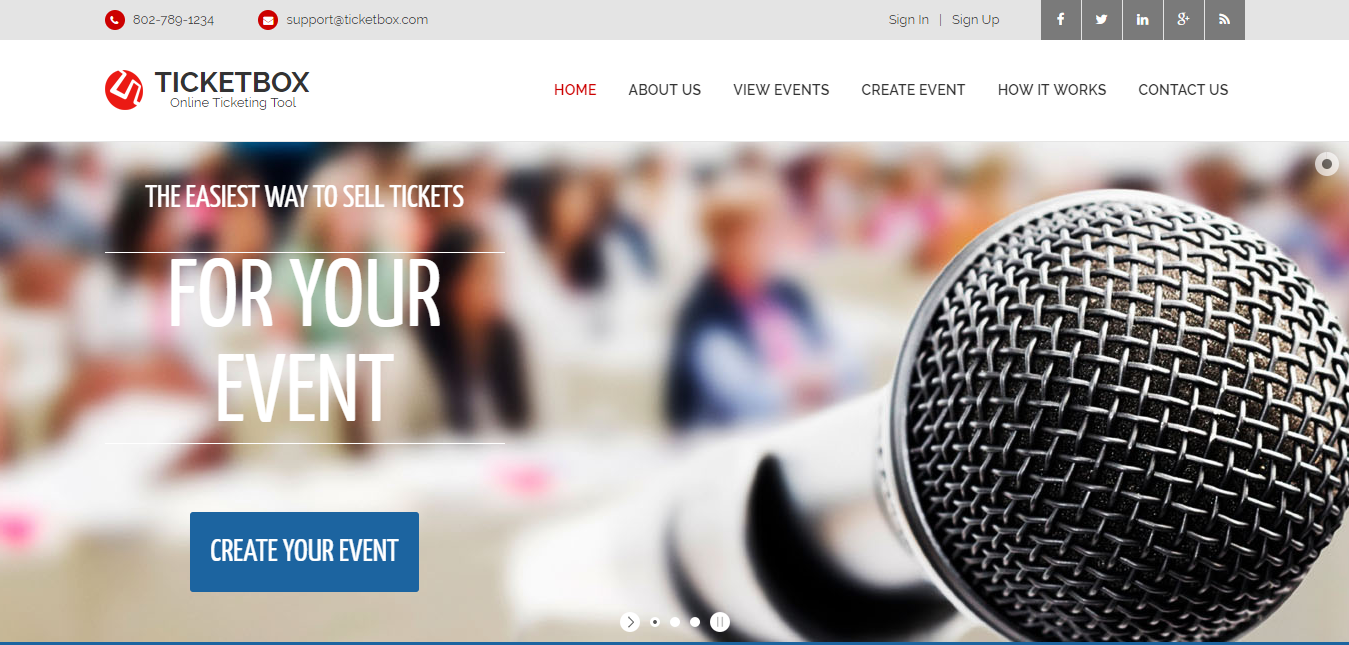 802-789-1234 support@ticketbox.com Sign In | Sign Up
TICKETBOX
Online Ticketing Tool
HOME ABOUT US VIEW EVENTS CREATE EVENT HOW IT WORKS CONTACT US
THE EASIEST WAY TO SELL TICKETS
FOR YOUR
EVENT
CREATE YOUR EVENT